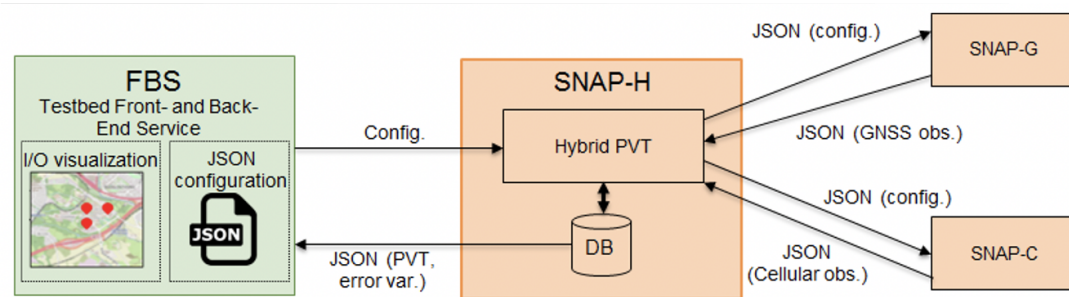 FBS
Testbed Front- and Back-
End Service
I/O visualization
JSON
configuration
JSON
Config.
JSON (PVT,
error var.)
SNAP-H
Hybrid PVT
DB
JSON (config.)
JSON (GNSS obs.)
JSON (config.)
JSON
(Cellular obs.)
SNAP-G
SNAP-C